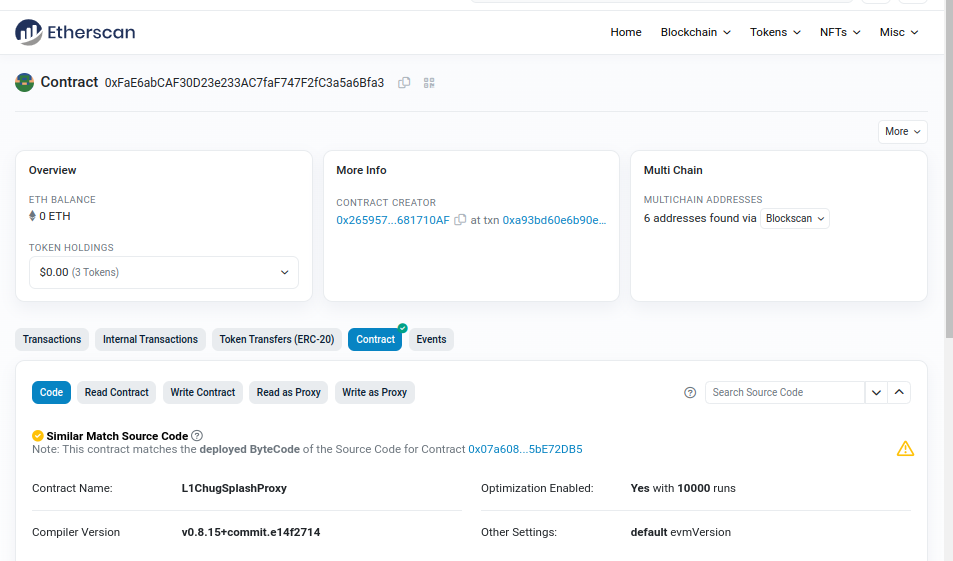 Etherscan
Home Blockchain Tokens NFTs Misc
Contract 0xFaE6abCAF30D23e233AC7faF747F2fC3a5a6Bfa3
More
Overview
ETH BALANCE
0 ETH
TOKEN HOLDINGS
$0.00 (3 Tokens)
More Info
CONTRACT CREATOR
0x265957...681710AF at txn 0xa93bd60e6b90e...
Multi Chain
MULTICHAIN ADDRESSES
6 addresses found via Blockscan
Transactions Internal Transactions Token Transfers (ERC-20) Contract Events
Code Read Contract Write Contract Read as Proxy Write as Proxy Search Source Code
Similar Match Source Code
Note: This contract matches the deployed ByteCode of the Source Code for Contract 0x07a608...5bE72DB5
Contract Name: L1ChugSplashProxy Optimization Enabled: Yes with 10000 runs
Compiler Version v0.8.15+commit.e14f2714 Other Settings: default evmVersion